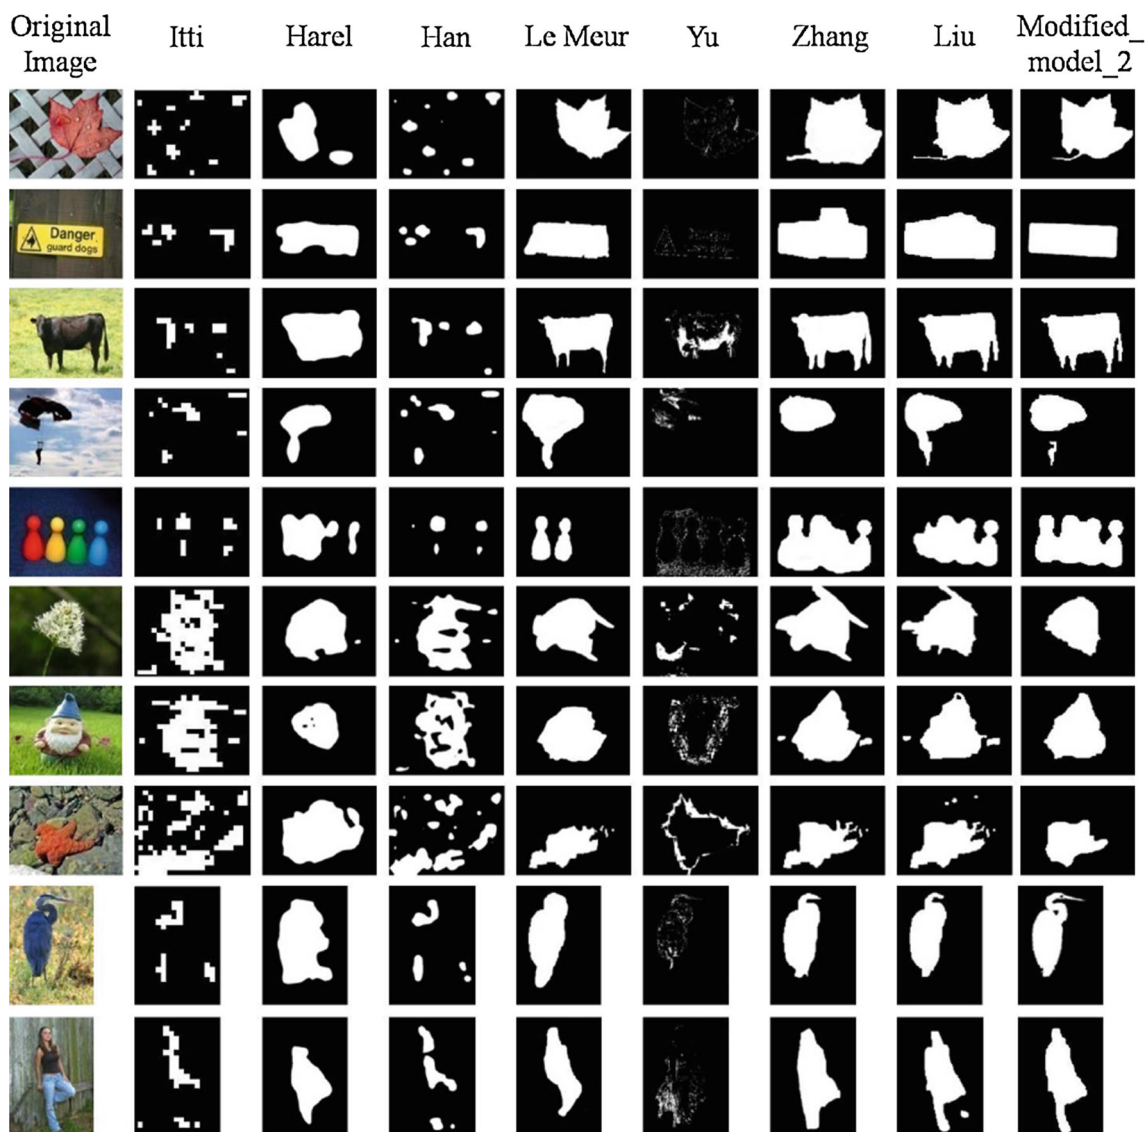 Original
Image
Itti
Harel
Han
Le Meur
Yu
Zhang
Liu
Modified_
model_2
Danger
guard dogs